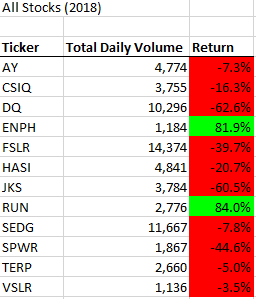 All Stocks (2018)
Ticker Total Daily Volume Return
AY 4,774 -7.3%
CSIQ 3,755 -16.3%
DQ 10,296 -62.6%
ENPH 1,184 81.9%
FSLR 14,374 -39.7%
HASI 4,841 -20.7%
JKS 3,784 -60.5%
RUN 2,776 84.0%
SEDG 11,667 -7.8%
SPWR 1,867 -44.6%
TERP 2,660 -5.0%
VSLR 1,136 -3.5%